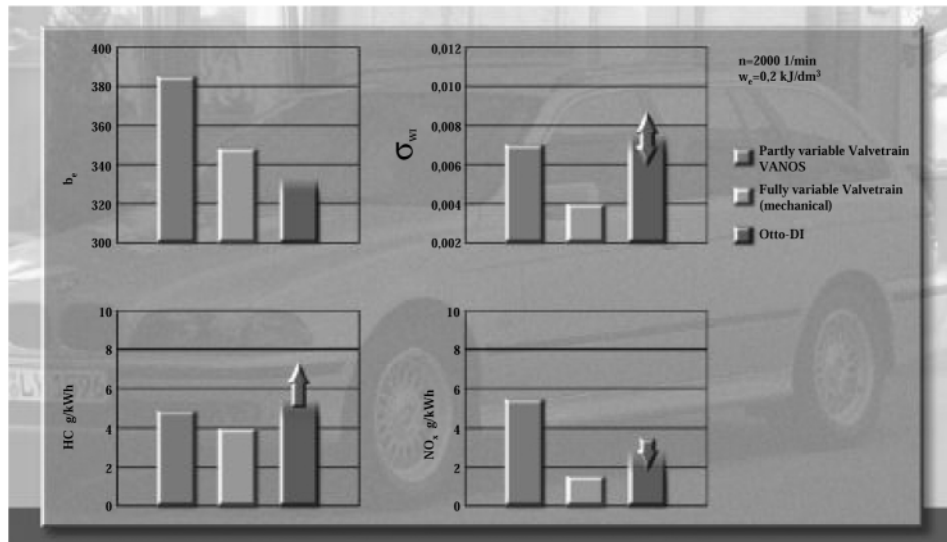 400
380
360
340
320
300
b_e
0,012
0,010
0,008
0,006
0,004
0,002
σ_WI
n=2000 1/min
w_e=0,2 kJ/dm³
Partly variable Valvetrain
VANOS
Fully variable Valvetrain
(mechanical)
Otto-DI
10
8
6
4
2
0
HC g/kWh
10
8
6
4
2
0
NO_x g/kWh